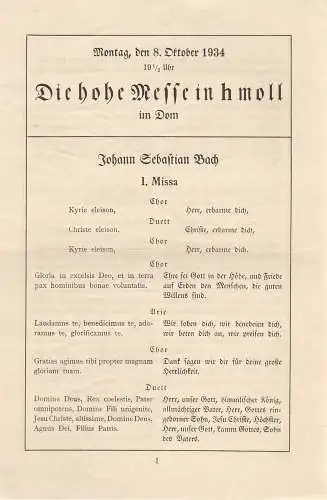 Montag, den 8. Oktober 1934
19 1/2 Uhr
Die hohe Messe in h moll
im Dom
Johann Sebastian Bach
I. Missa
Chor
Kyrie eleison, Herr, erbarme dich,
Duett
Christe eleison. Christe, erbarme dich,
Chor
Kyrie eleison, Herr, erbarme dich.
Chor
Gloria in excelsis Deo, et in terra
pax hominibus bonae voluntatis.
Ehre sei Gott in der Höhe, und Friede
auf Erden den Menschen, die guten
Willens sind.
Arie
Laudamus te, benedicimus te, ado-
ramus te, glorificamus te.
Wir loben dich, wir benedeien dich,
wir beten dich an, wir preisen dich.
Chor
Gratias agimus tibi propter magnam
gloriam tuam.
Dank sagen wir dir für deine große
Herrlichkeit.
Duett
Domine Deus, Rex coelestis, Pater
omnipotens, Domine Fili unigenite,
Jesu Christe, altissime, Domine Deus,
Agnus Dei, Filius Patris.
Herr, unser Gott, himmlischer König,
allmächtiger Vater, Herr, Gottes ein-
geborner Sohn, Jesu Christe, Höchster,
Herr, unser Gott, Lamm Gottes, Sohn
des Vaters.
1